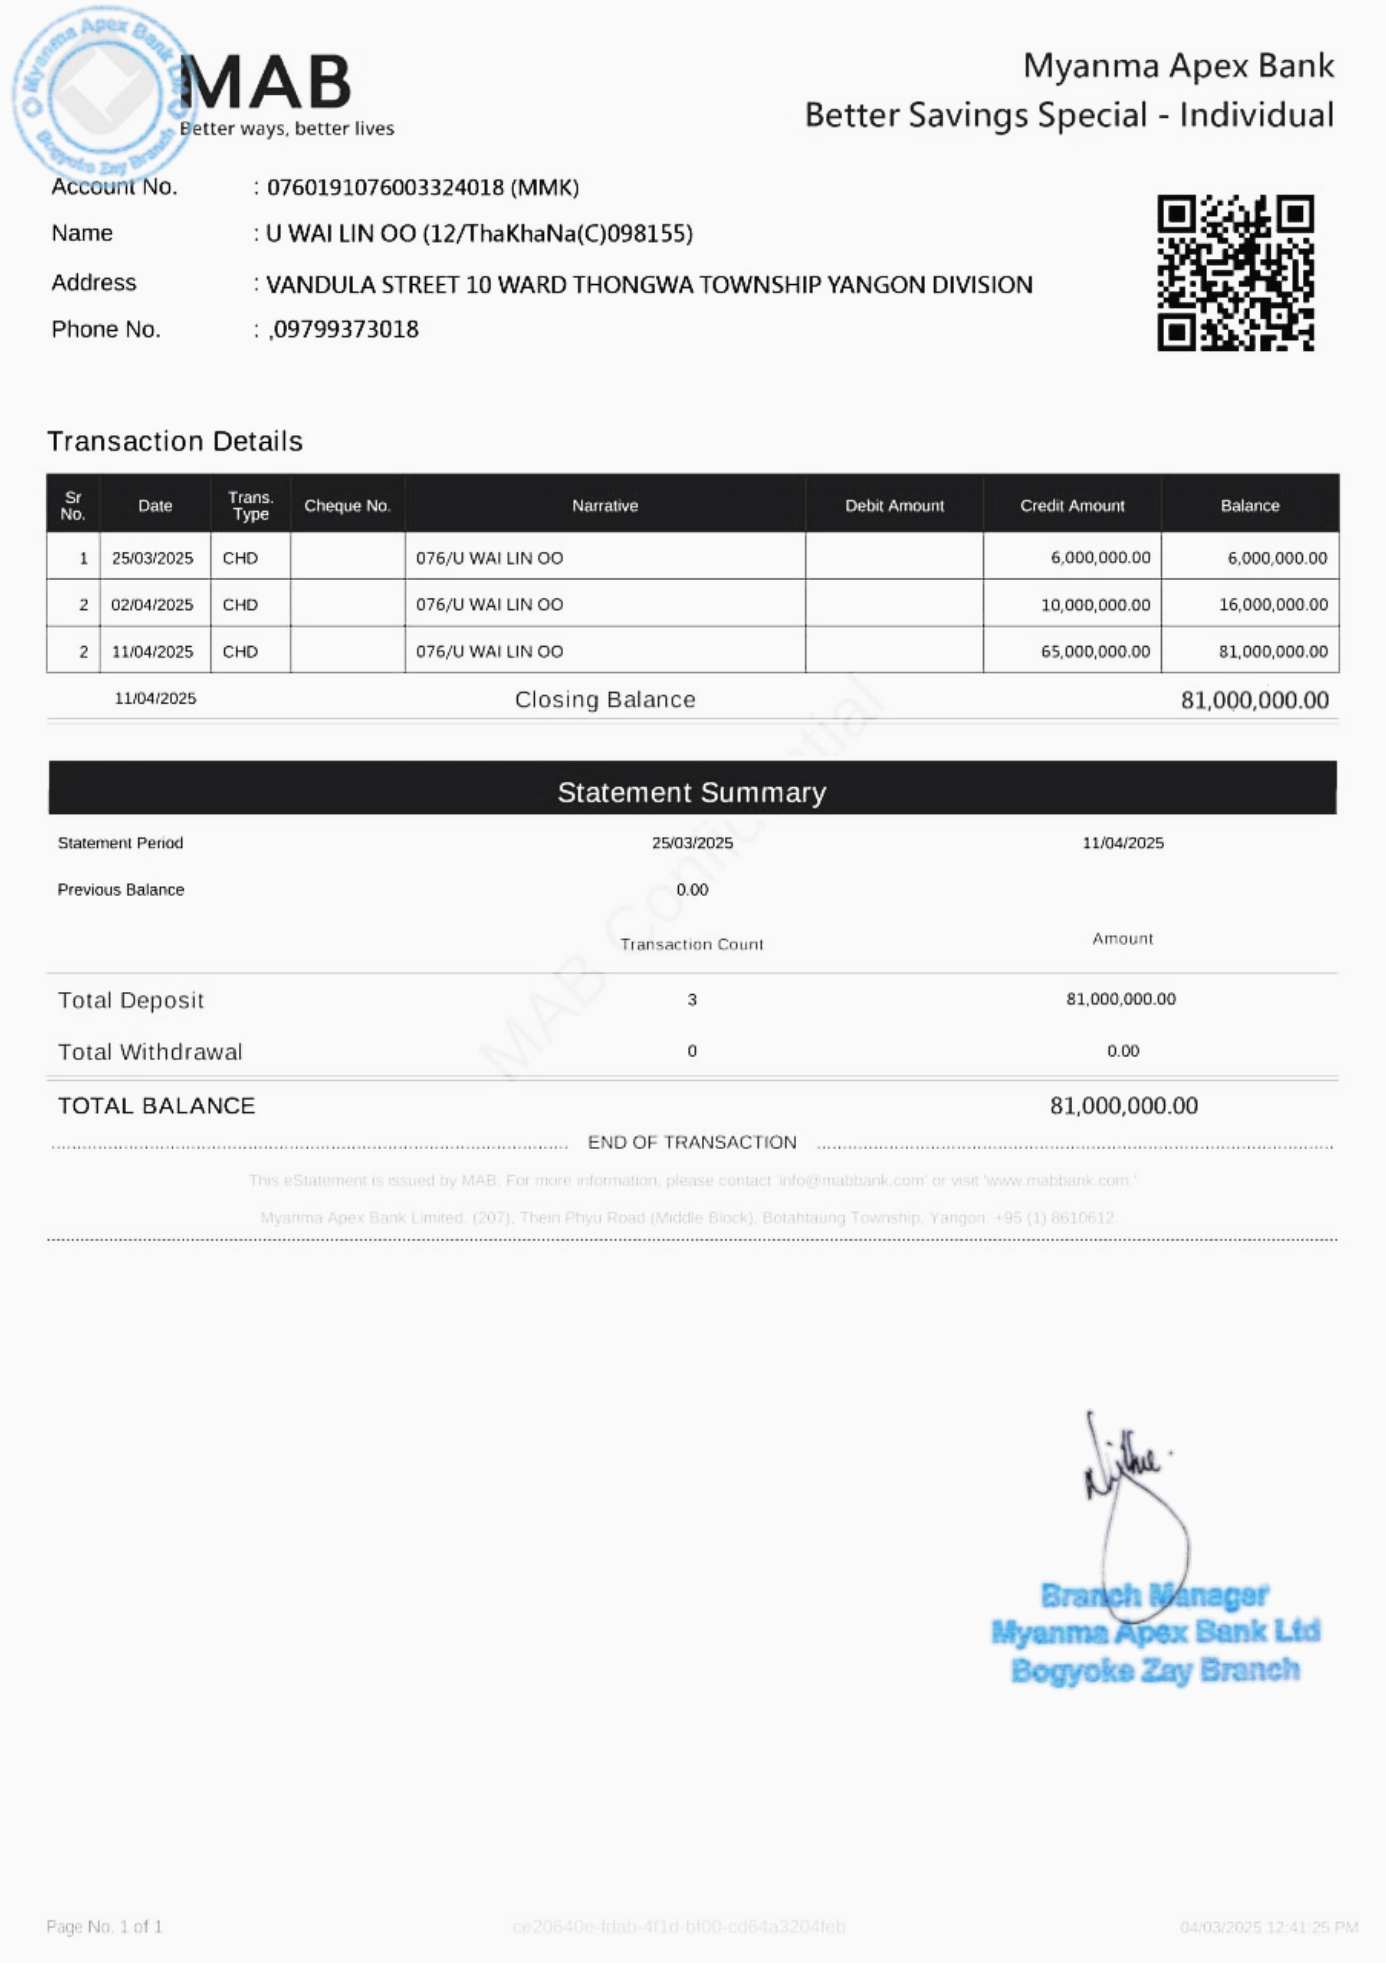 Myanma Apex Bank Ltd
Bogyoke Zay Branch
MAB
Better ways, better lives
Myanma Apex Bank
Better Savings Special - Individual
Account No. : 0760191076003324018 (MMK)
Name : U WAI LIN OO (12/ThaKhaNa(C)098155)
Address : VANDULA STREET 10 WARD THONGWA TOWNSHIP YANGON DIVISION
Phone No. : ,09799373018
Transaction Details
Sr No. Date Trans. Type Cheque No. Narrative Debit Amount Credit Amount Balance
1 25/03/2025 CHD 076/U WAI LIN OO 6,000,000.00 6,000,000.00
2 02/04/2025 CHD 076/U WAI LIN OO 10,000,000.00 16,000,000.00
2 11/04/2025 CHD 076/U WAI LIN OO 65,000,000.00 81,000,000.00
11/04/2025 Closing Balance 81,000,000.00
MAB Confidential
Statement Summary
Statement Period 25/03/2025 11/04/2025
Previous Balance 0.00
Transaction Count Amount
Total Deposit 3 81,000,000.00
Total Withdrawal 0 0.00
TOTAL BALANCE 81,000,000.00
END OF TRANSACTION
This eStatement is issued by MAB. For more information, please contact 'info@mabbank.com' or visit 'www.mabbank.com.'
Myanma Apex Bank Limited. (207), Thein Phyu Road (Middle Block), Botahtaung Township, Yangon. +95 (1) 8610612.
Branch Manager
Myanma Apex Bank Ltd
Bogyoke Zay Branch
Page No. 1 of 1 ce20640e-fdab-4f1d-bf00-cd64a3204feb 04/03/2025 12:41:25 PM